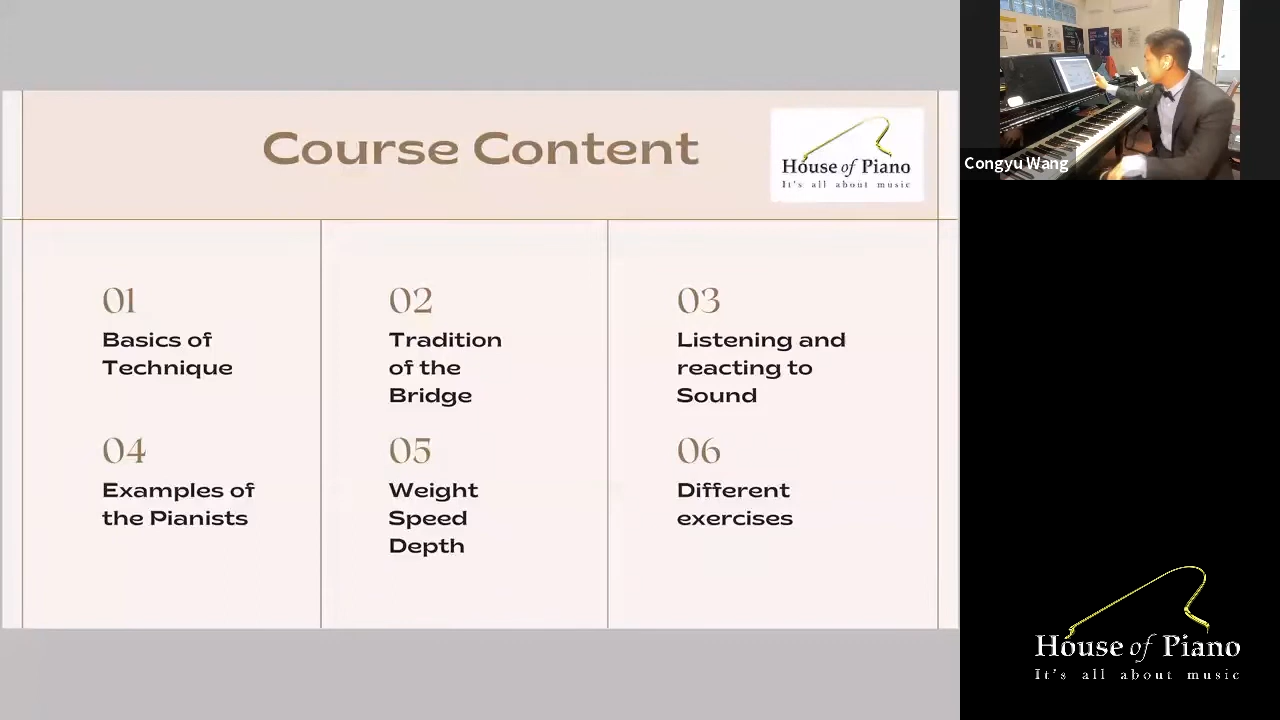 Course Content
House of Piano
It's all about music
01
Basics of
Technique
02
Tradition
of the
Bridge
03
Listening and
reacting to
Sound
04
Examples of
the Pianists
05
Weight
Speed
Depth
06
Different
exercises
Congyu Wang
House of Piano
It's all about music